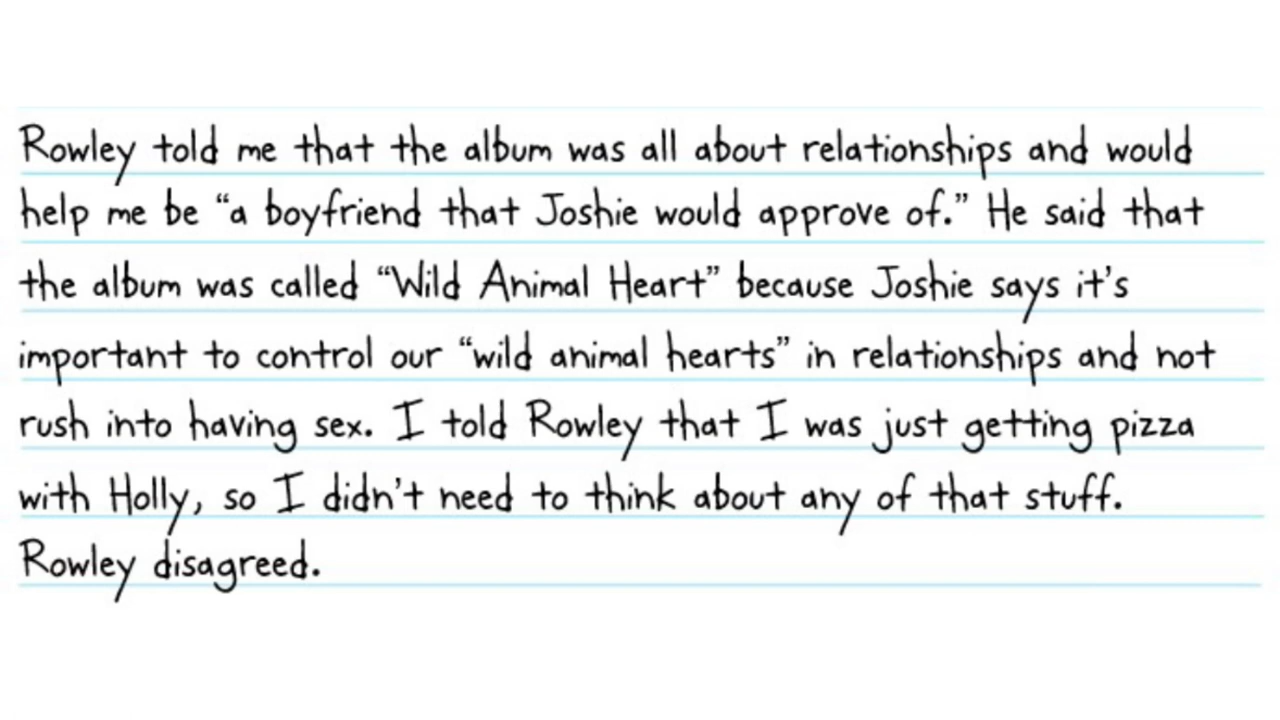 Rowley told me that the album was all about relationships and would
help me be “a boyfriend that Joshie would approve of.” He said that
the album was called “Wild Animal Heart” because Joshie says it's
important to control our “wild animal hearts” in relationships and not
rush into having sex. I told Rowley that I was just getting pizza
with Holly, so I didn't need to think about any of that stuff.
Rowley disagreed.